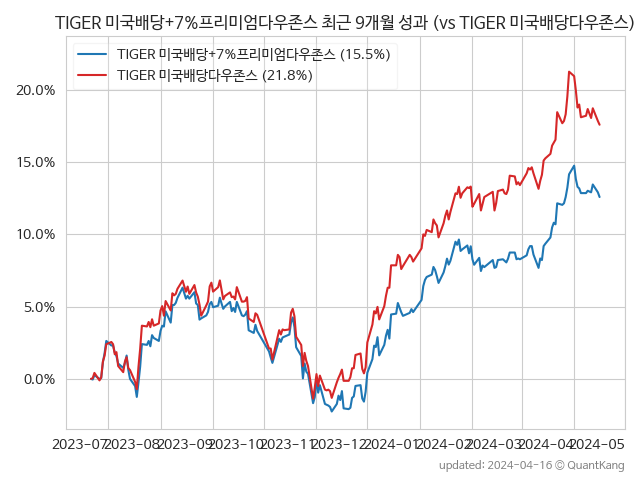 TIGER 미국배당+7%프리미엄다우존스 최근 9개월 성과 (vs TIGER 미국배당다우존스)
TIGER 미국배당+7%프리미엄다우존스 (15.5%)
TIGER 미국배당다우존스 (21.8%)
20.0%
15.0%
10.0%
5.0%
0.0%
2023-07 2023-08 2023-09 2023-10 2023-11 2023-12 2024-01 2024-02 2024-03 2024-04 2024-05
updated: 2024-04-16 © QuantKang